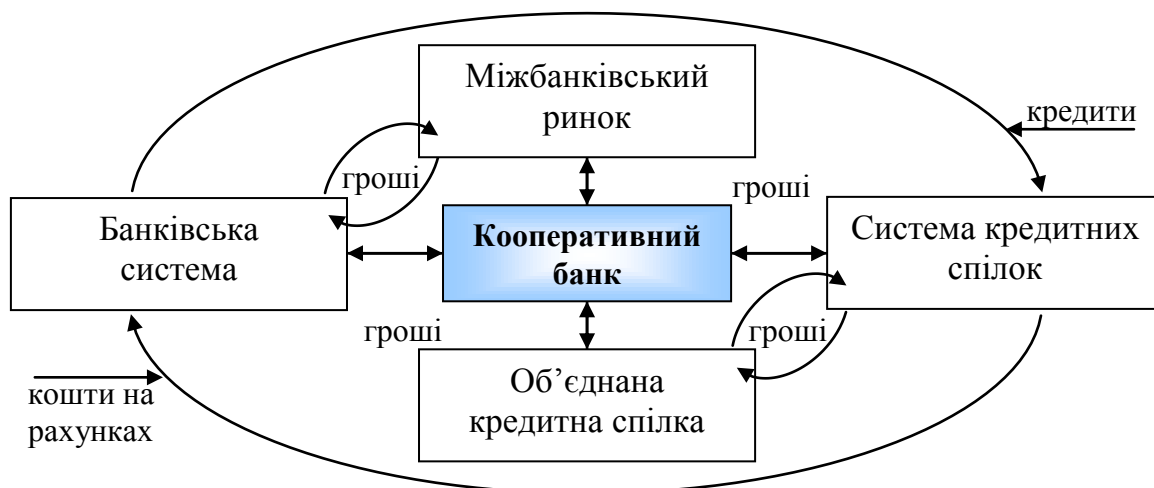 Міжбанківський
ринок
кредити
гроші
гроші
Банківська
система
Кооперативний
банк
Система кредитних
спілок
гроші
гроші
Об’єднана
кредитна спілка
кошти на
рахунках